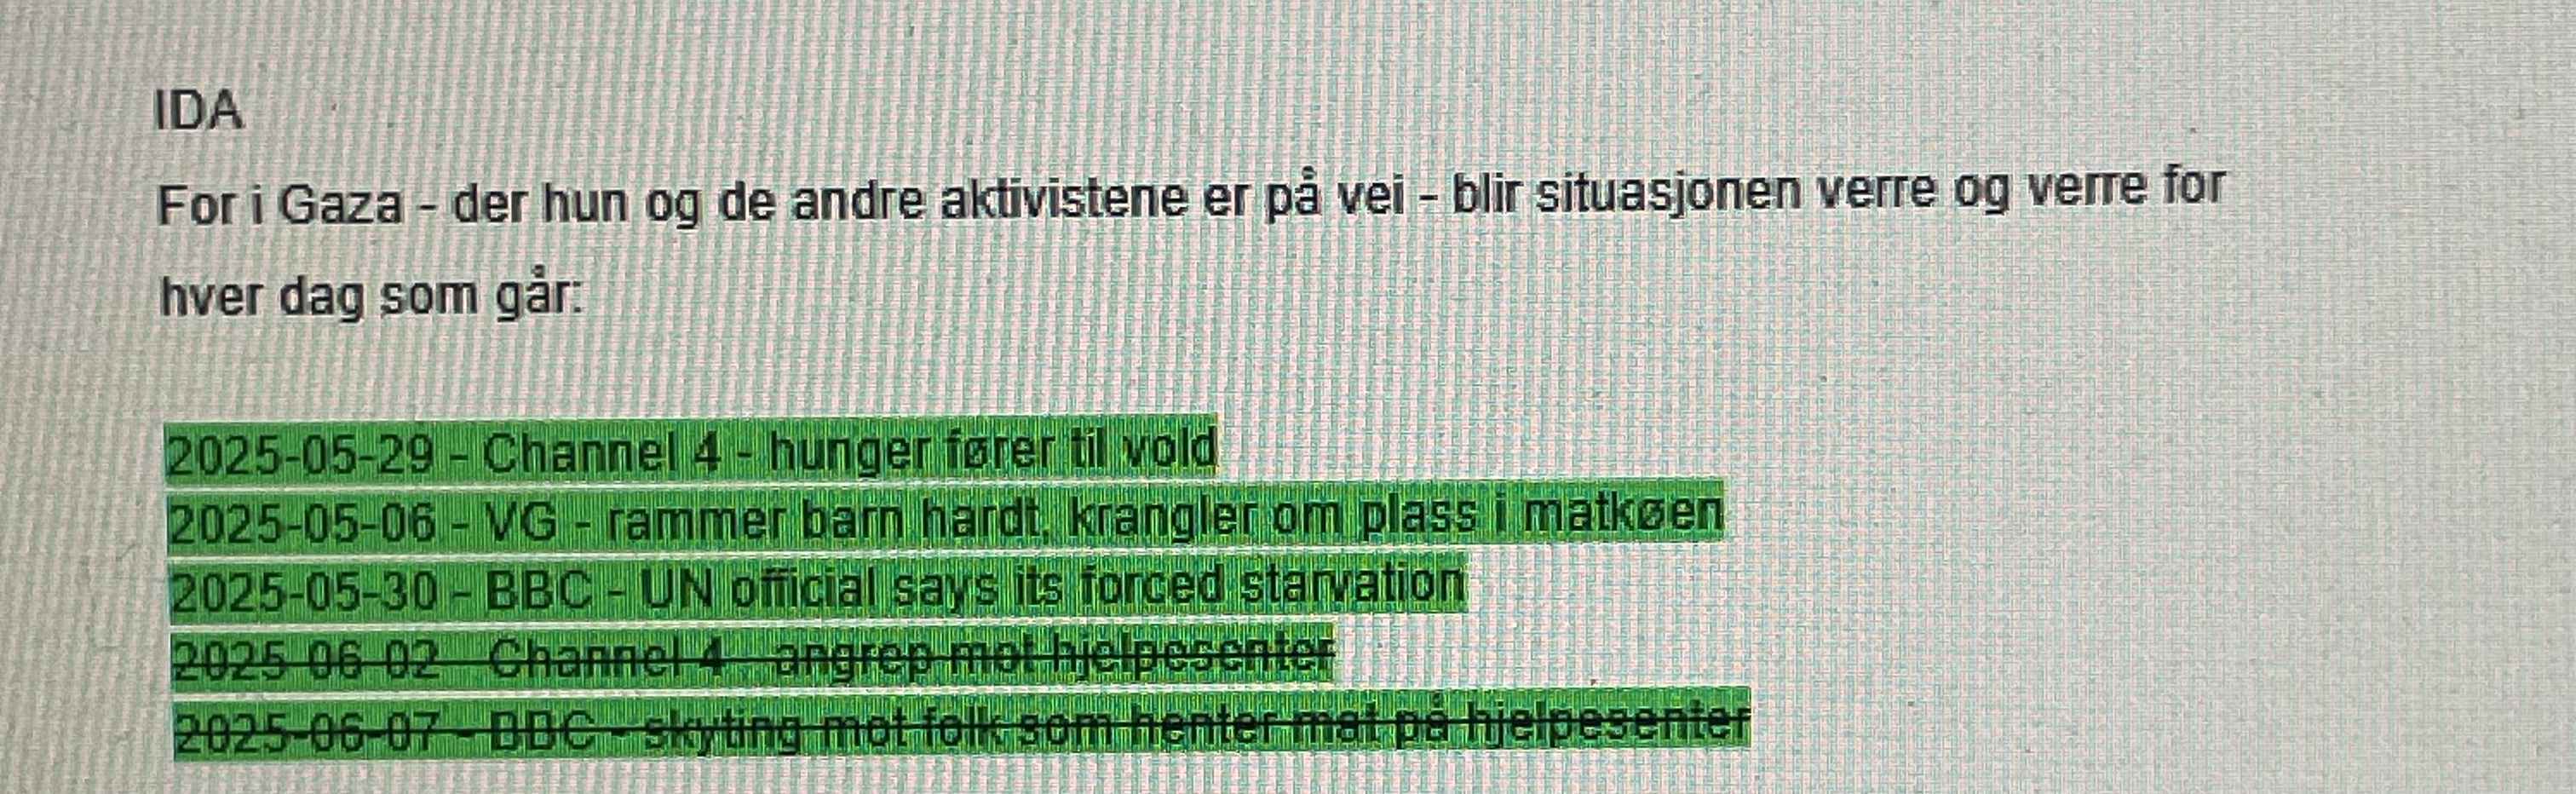 IDA
For i Gaza - der hun og de andre aktivistene er på vei - blir situasjonen verre og verre for
hver dag som går:
2025-05-29 - Channel 4 - hunger fører til vold
2025-05-06 - VG - rammer barn hardt, krangler om plass i matkøen
2025-05-30 - BBC - UN official says its forced starvation
2025-06-02 - Channel 4 - angrep mot hjelpesenter
2025-06-07 - BBC - skyting mot folk som henter mat på hjelpesenter